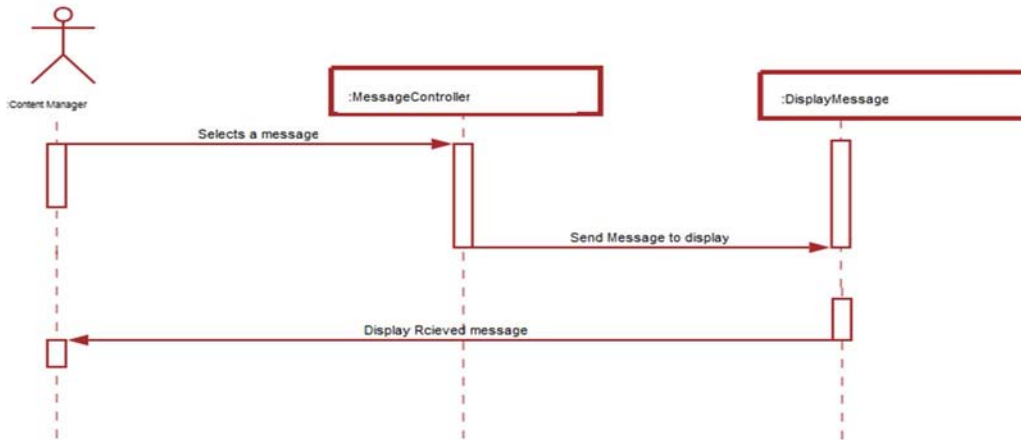 :MessageController
:DisplayMessage
:Content Manager
Selects a message
Send Message to display
Display Rcieved message